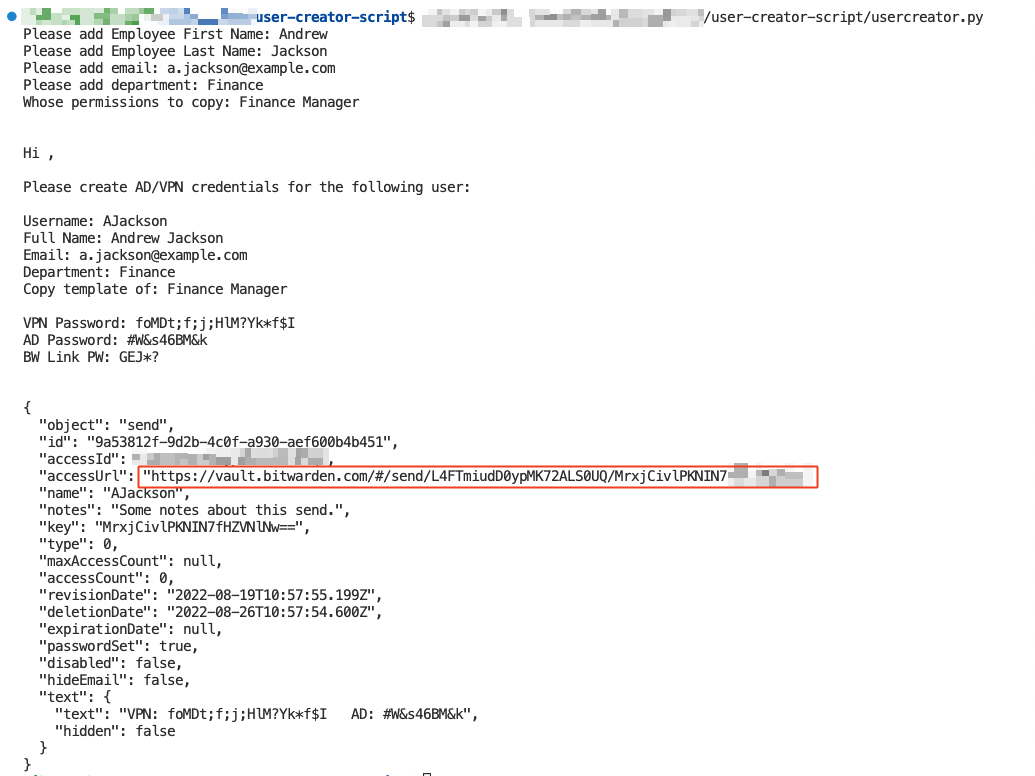 user-creator-script$ /user-creator-script/usercreator.py
Please add Employee First Name: Andrew
Please add Employee Last Name: Jackson
Please add email: a.jackson@example.com
Please add department: Finance
Whose permissions to copy: Finance Manager
Hi ,
Please create AD/VPN credentials for the following user:
Username: AJackson
Full Name: Andrew Jackson
Email: a.jackson@example.com
Department: Finance
Copy template of: Finance Manager
VPN Password: foMDt;f;j;HlM?Yk*f$I
AD Password: #W&s46BM&k
BW Link PW: GEJ*?
{
"object": "send",
"id": "9a53812f-9d2b-4c0f-a930-aef600b4b451",
"accessId": ,
"accessUrl": "https://vault.bitwarden.com/#/send/L4FTmiudD0ypMK72ALS0UQ/MrxjCivlPKNIN7
"name": "AJackson",
"notes": "Some notes about this send.",
"key": "MrxjCivlPKNIN7fHZVNlNw==",
"type": 0,
"maxAccessCount": null,
"accessCount": 0,
"revisionDate": "2022-08-19T10:57:55.199Z",
"deletionDate": "2022-08-26T10:57:54.600Z",
"expirationDate": null,
"passwordSet": true,
"disabled": false,
"hideEmail": false,
"text": {
"text": "VPN: foMDt;f;j;HlM?Yk*f$I   AD: #W&s46BM&k",
"hidden": false
}
}